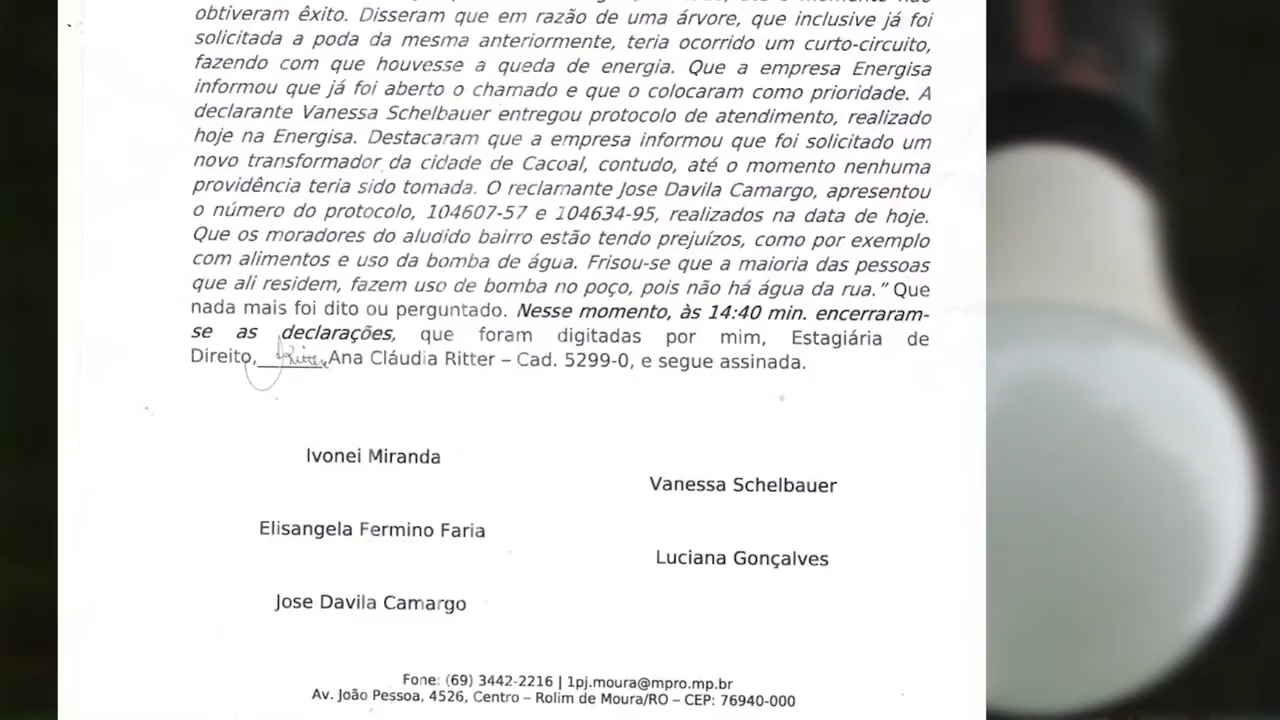 obtiveram êxito. Disseram que em razão de uma árvore, que inclusive já foi
solicitada a poda da mesma anteriormente, teria ocorrido um curto-circuito,
fazendo com que houvesse a queda de energia. Que a empresa Energisa
informou que já foi aberto o chamado e que o colocaram como prioridade. A
declarante Vanessa Schelbauer entregou protocolo de atendimento, realizado
hoje na Energisa. Destacaram que a empresa informou que foi solicitado um
novo transformador da cidade de Cacoal, contudo, até o momento nenhuma
providência teria sido tomada. O reclamante Jose Davila Camargo, apresentou
o número do protocolo, 104607-57 e 104634-95, realizados na data de hoje.
Que os moradores do aludido bairro estão tendo prejuízos, como por exemplo
com alimentos e uso da bomba de água. Frisou-se que a maioria das pessoas
que ali residem, fazem uso de bomba no poço, pois não há água da rua.” Que
nada mais foi dito ou perguntado. Nesse momento, às 14:40 min. encerraram-
se as declarações, que foram digitadas por mim, Estagiária de
Direito, Ritter Ana Cláudia Ritter – Cad. 5299-0, e segue assinada.
Ivonei Miranda
Vanessa Schelbauer
Elisangela Fermino Faria
Luciana Gonçalves
Jose Davila Camargo
Fone: (69) 3442-2216 | 1pj.moura@mpro.mp.br
Av. João Pessoa, 4526, Centro – Rolim de Moura/RO – CEP: 76940-000